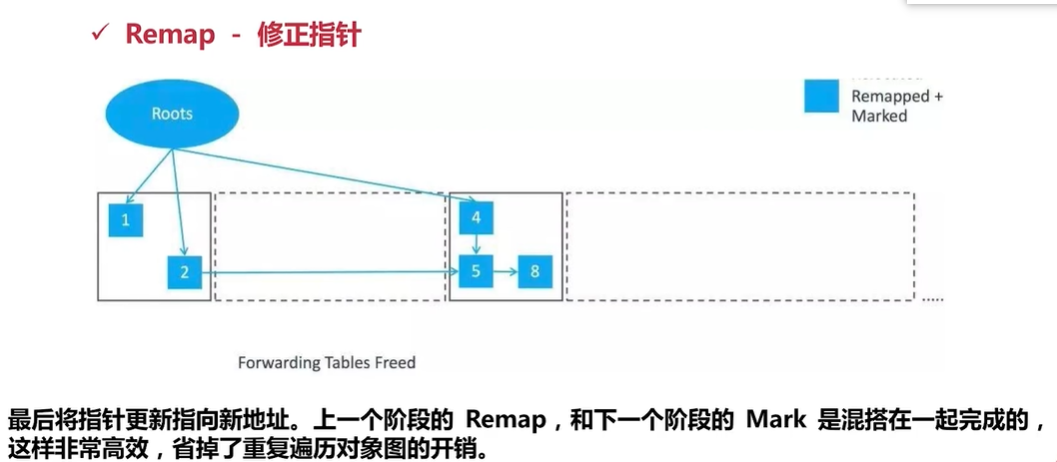 ✓ Remap - 修正指针
Roots
Remapped +
Marked
1
4
2
5
8
.....
Forwarding Tables Freed
最后将指针更新指向新地址。上一个阶段的 Remap，和下一个阶段的 Mark 是混搭在一起完成的，
这样非常高效，省掉了重复遍历对象图的开销。